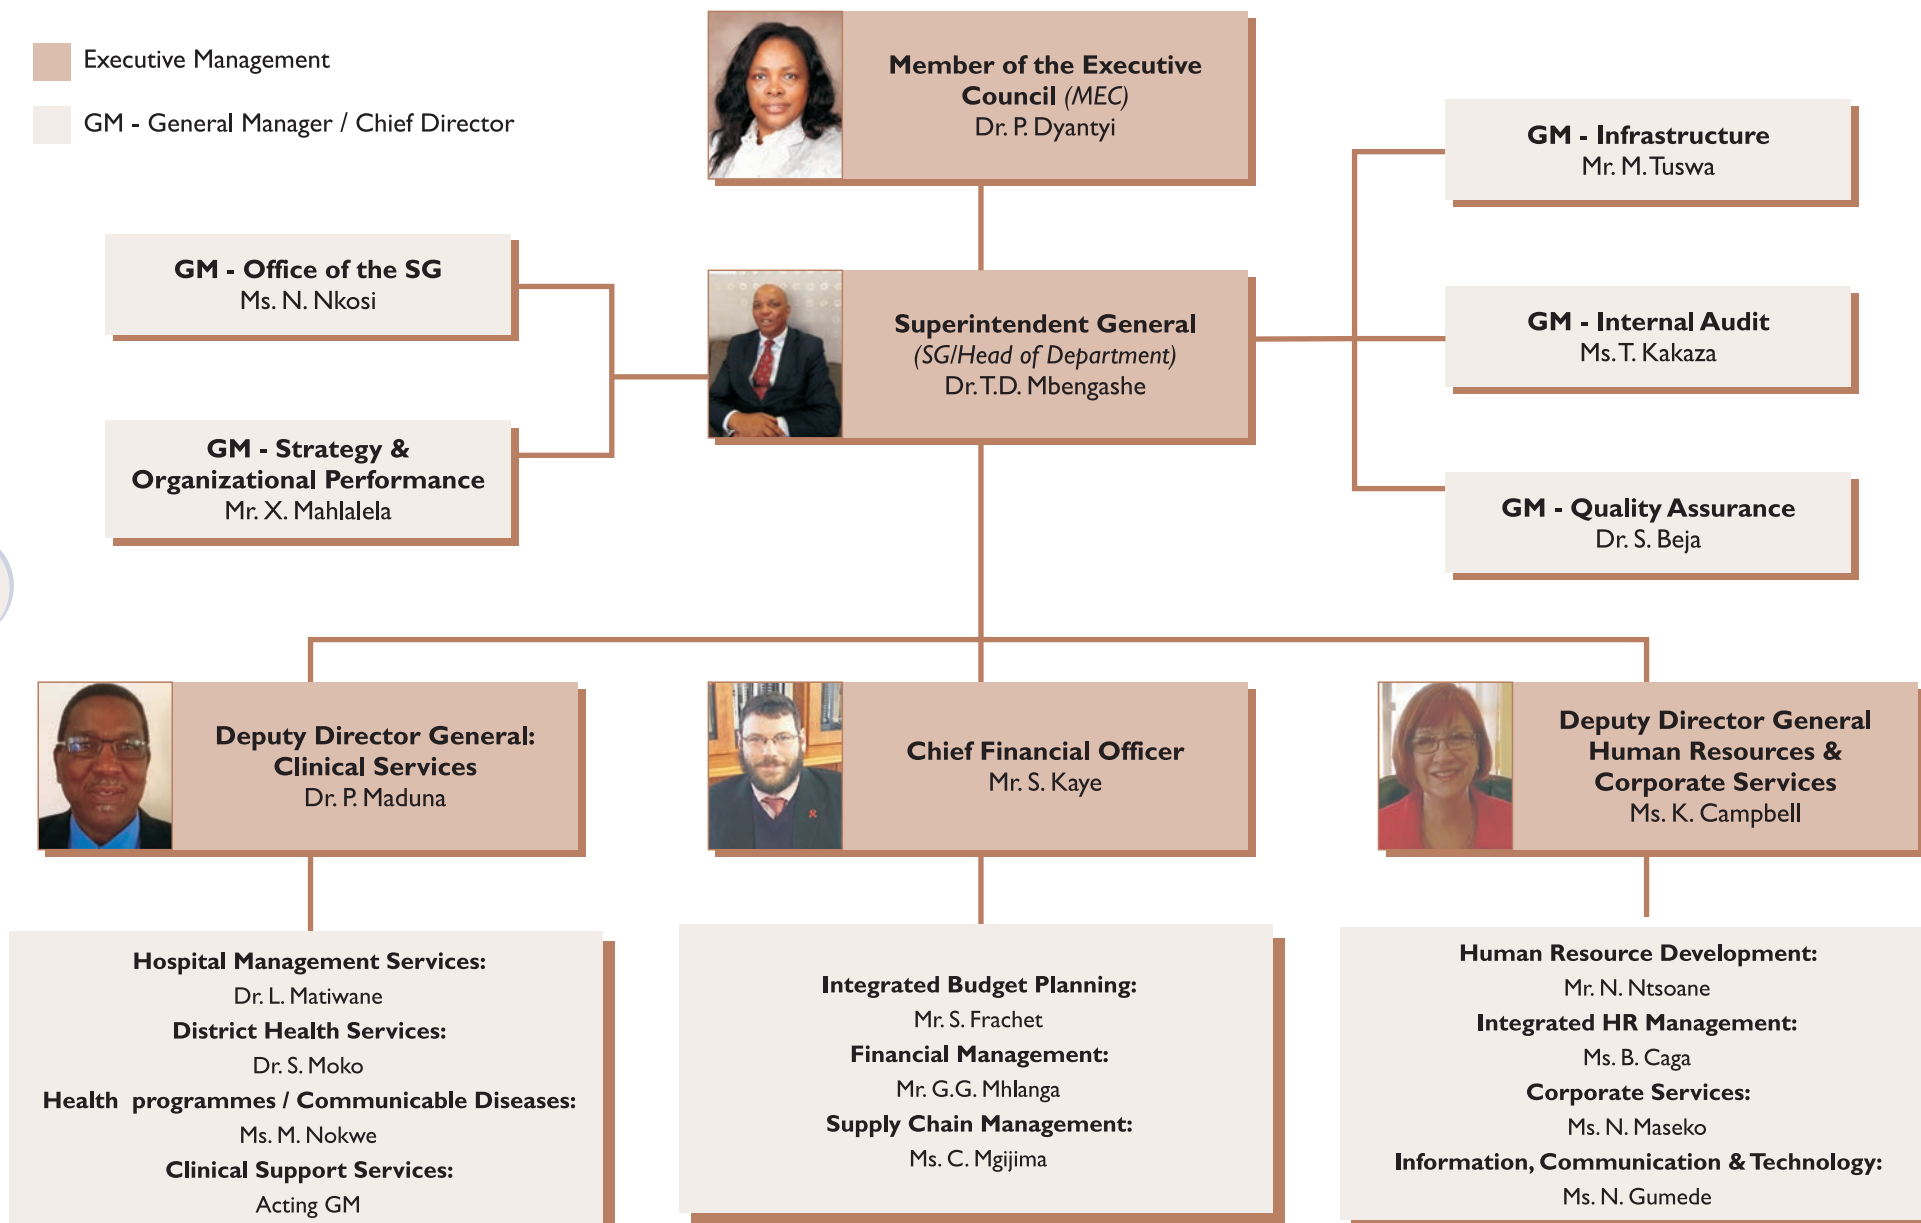 Executive Management
GM - General Manager / Chief Director
Member of the Executive
Council (MEC)
Dr. P. Dyantyi
GM - Infrastructure
Mr. M. Tuswa
GM - Office of the SG
Ms. N. Nkosi
Superintendent General
(SG/Head of Department)
Dr. T.D. Mbengashe
GM - Internal Audit
Ms. T. Kakaza
GM - Strategy &
Organizational Performance
Mr. X. Mahlalela
GM - Quality Assurance
Dr. S. Beja
Deputy Director General:
Clinical Services
Dr. P. Maduna
Chief Financial Officer
Mr. S. Kaye
Deputy Director General
Human Resources &
Corporate Services
Ms. K. Campbell
Hospital Management Services:
Dr. L. Matiwane
District Health Services:
Dr. S. Moko
Health programmes / Communicable Diseases:
Ms. M. Nokwe
Clinical Support Services:
Acting GM
Integrated Budget Planning:
Mr. S. Frachet
Financial Management:
Mr. G.G. Mhlanga
Supply Chain Management:
Ms. C. Mgijima
Human Resource Development:
Mr. N. Ntsoane
Integrated HR Management:
Ms. B. Caga
Corporate Services:
Ms. N. Maseko
Information, Communication & Technology:
Ms. N. Gumede